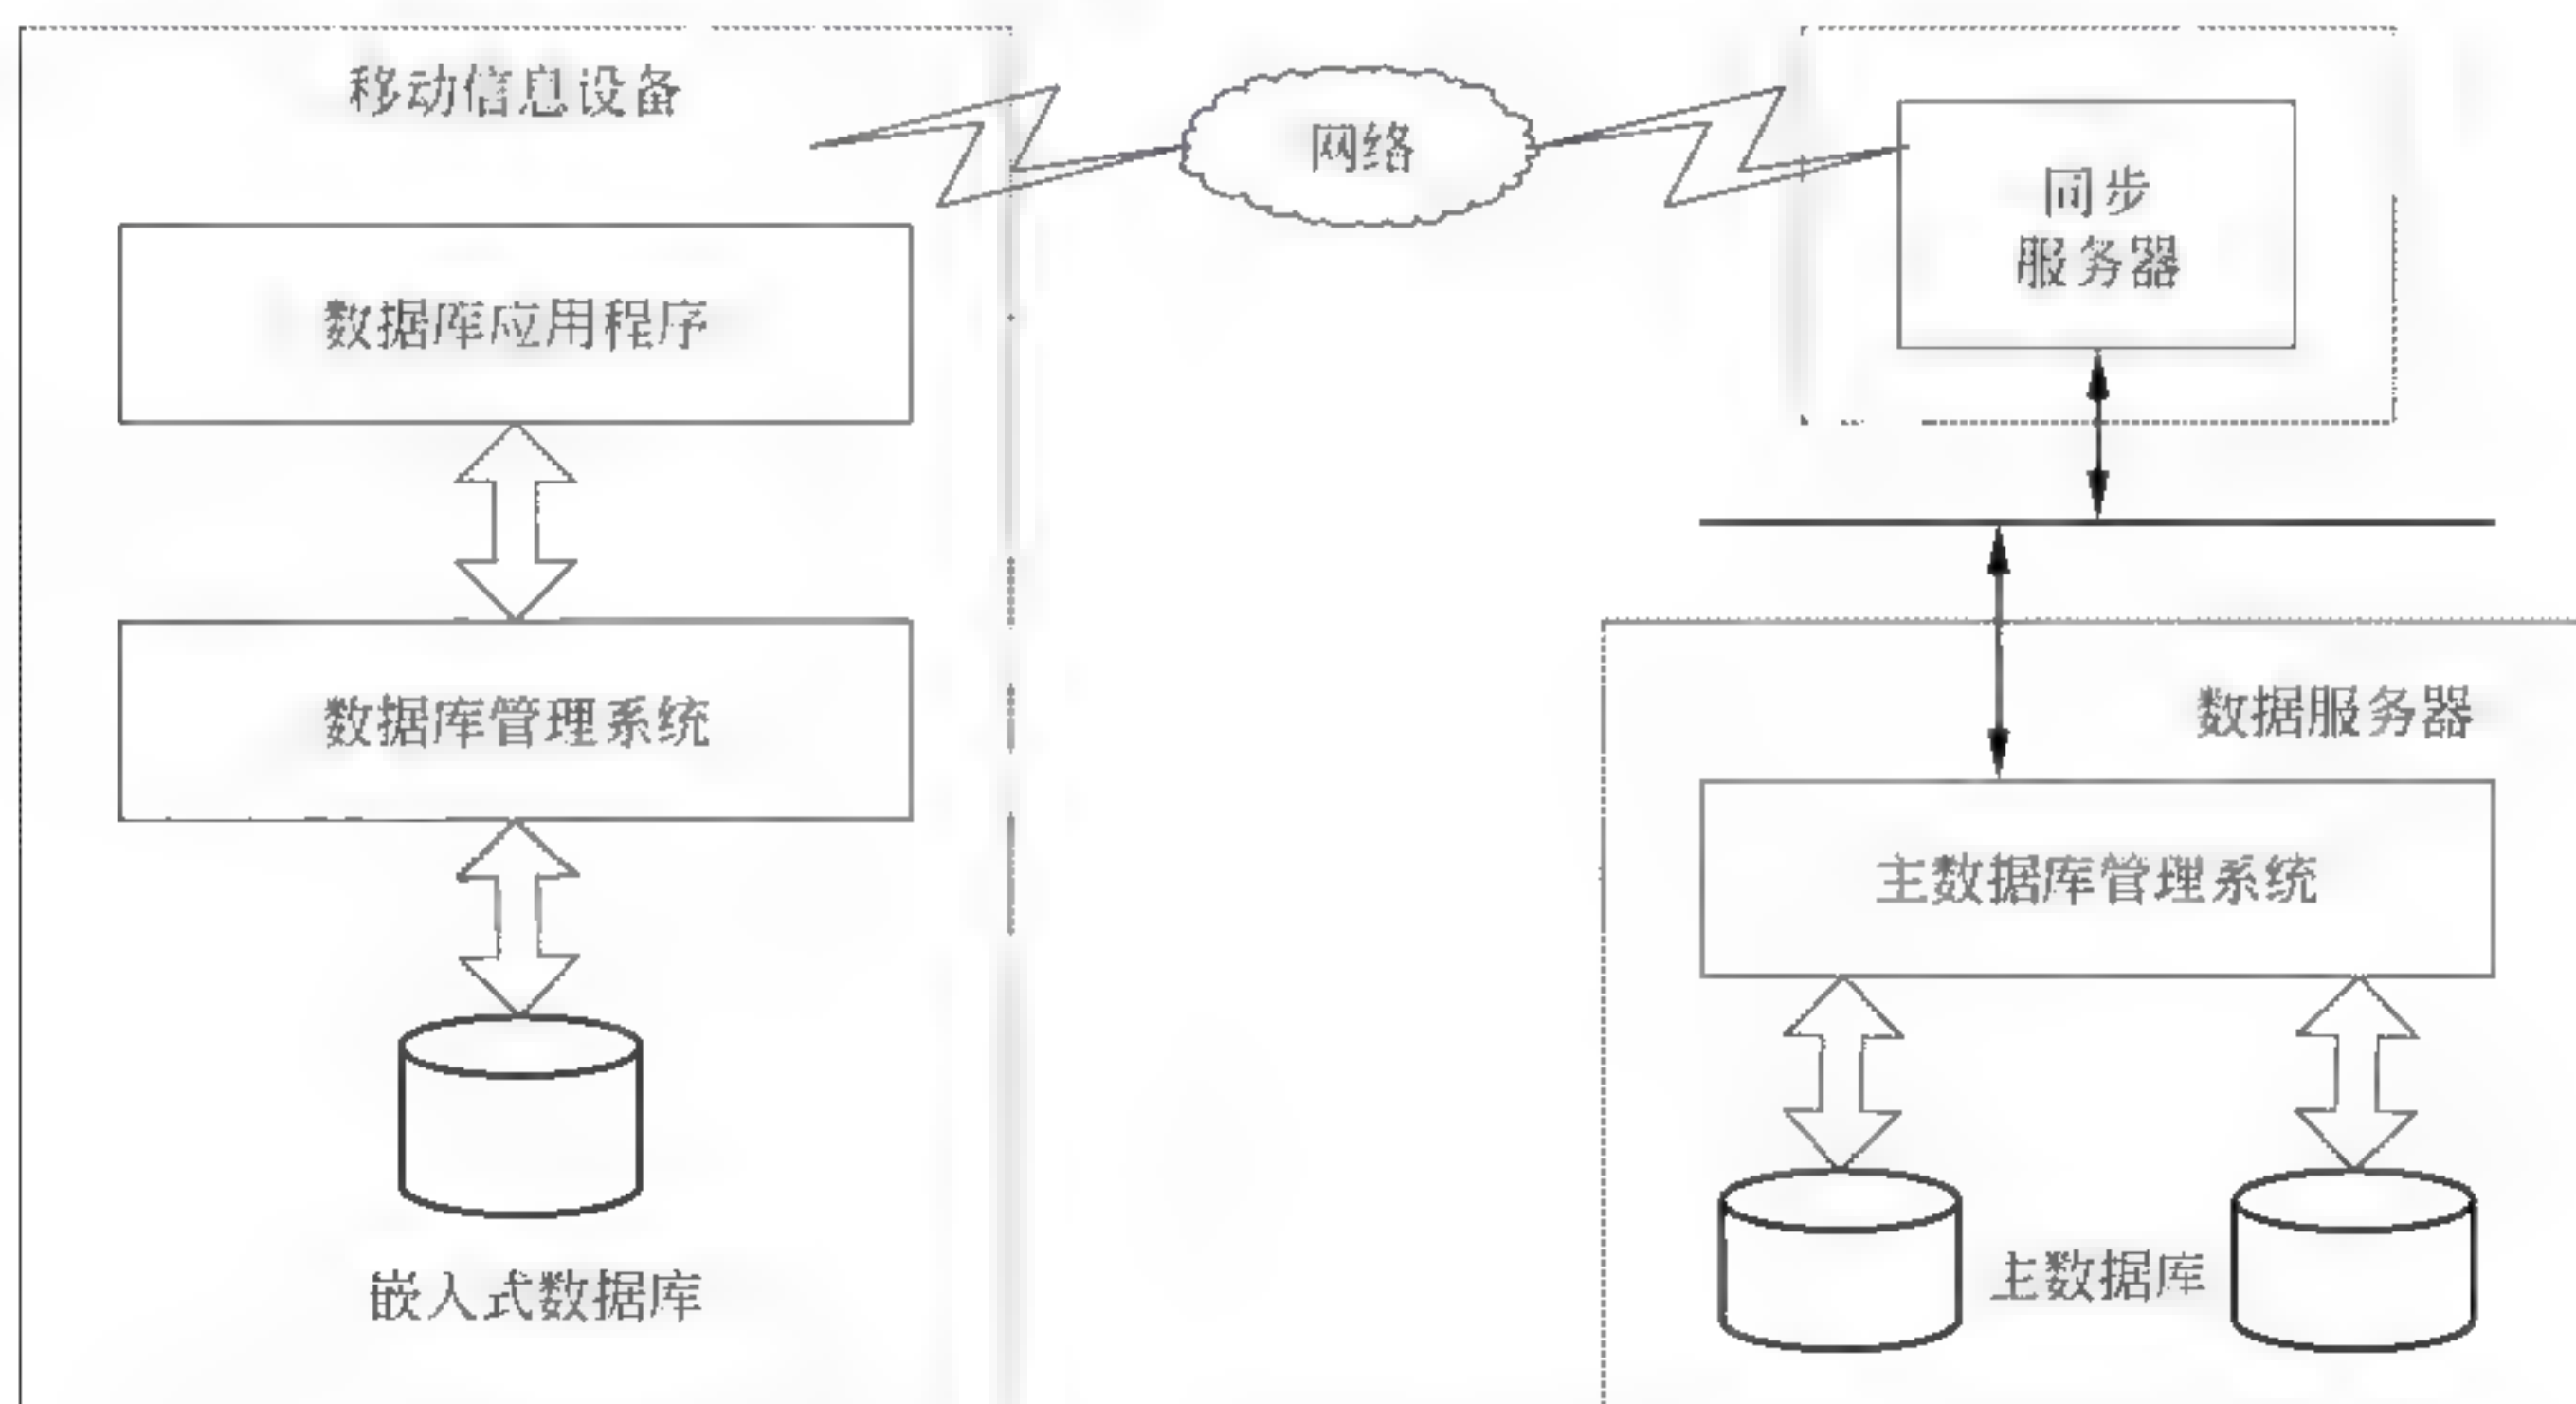 移动信息设备
网络
同步
服务器
数据库应用程序
数据库管理系统
数据服务器
主数据库管理系统
嵌入式数据库
主数据库